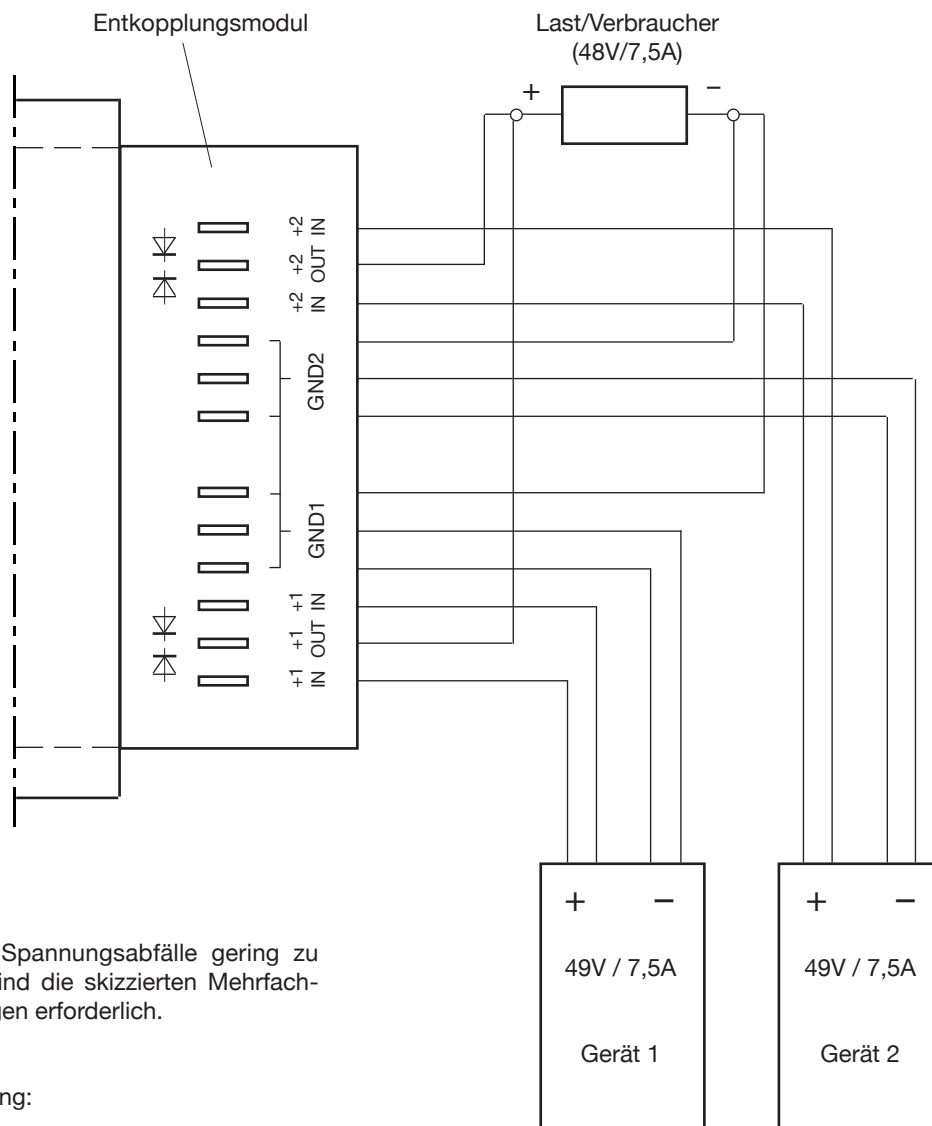 Entkopplungsmodul
Last/Verbraucher
(48V/7,5A)
+ −
+2 IN
+2 OUT
+2 IN
GND2
GND1
+1 IN
+1 OUT
+1 IN
+ −
49V / 7,5A
Gerät 1
+ −
49V / 7,5A
Gerät 2
Spannungsabfälle gering zu
ind die skizzierten Mehrfach-
gen erforderlich.
ng: